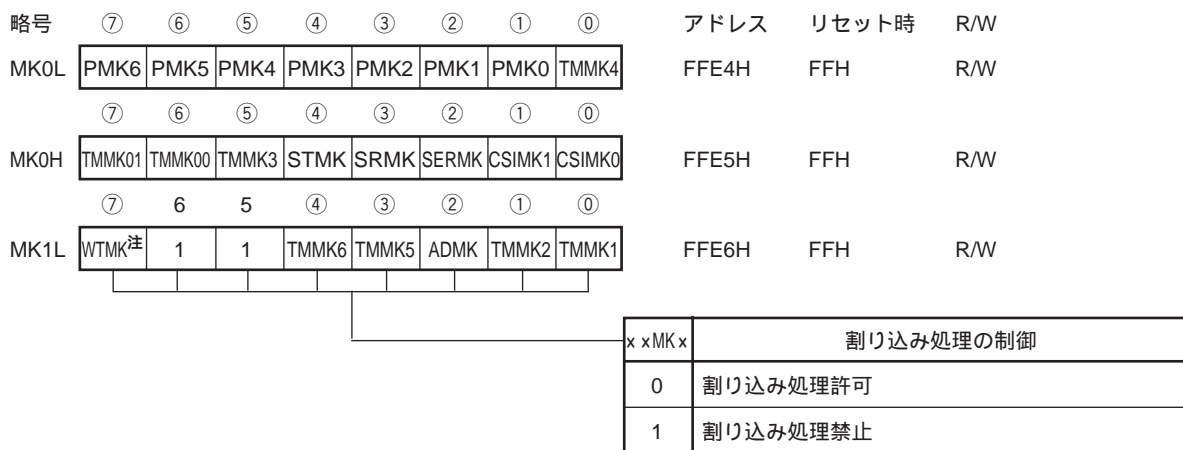 略号 ⑦ ⑥ ⑤ ④ ③ ② ① ⓪ アドレス リセット時 R/W
MK0L PMK6 PMK5 PMK4 PMK3 PMK2 PMK1 PMK0 TMMK4 FFE4H FFH R/W
⑦ ⑥ ⑤ ④ ③ ② ① ⓪
MK0H TMMK01 TMMK00 TMMK3 STMK SRMK SERMK CSIMK1 CSIMK0 FFE5H FFH R/W
⑦ 6 5 ④ ③ ② ① ⓪
MK1L WTMK注 1 1 TMMK6 TMMK5 ADMK TMMK2 TMMK1 FFE6H FFH R/W
××MK× 割り込み処理の制御
0 割り込み処理許可
1 割り込み処理禁止